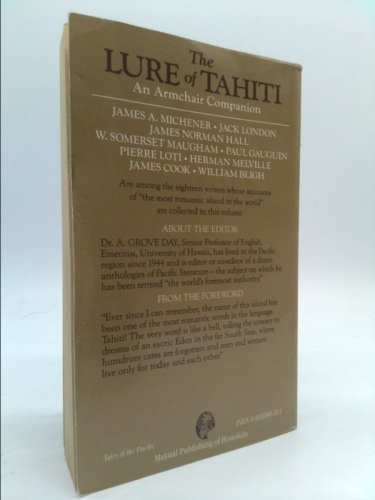 The
LURE of TAHITI
An Armchair Companion
JAMES A. MICHENER • JACK LONDON
JAMES NORMAN HALL
W. SOMERSET MAUGHAM • PAUL GAUGUIN
PIERRE LOTI • HERMAN MELVILLE
JAMES COOK • WILLIAM BLIGH
Are among the eighteen writers whose accounts
of "the most romantic island in the world"
are collected in this volume
ABOUT THE EDITOR
Dr. A. GROVE DAY, Senior Professor of English,
Emeritus, University of Hawaii, has lived in the Pacific
region since 1944 and is editor or co-editor of a dozen
anthologies of Pacific literature—the subject on which he
has been termed "the world's foremost authority."
FROM THE FOREWORD
"Ever since I can remember, the name of this island has
been one of the most romantic words in the language.
Tahiti! The very word is like a bell, tolling the unwary to
dreams of an exotic Eden in the far South Seas, where
humdrum cares are forgotten and men and women
live only for today and each other."
Tales of the Pacific
Mutual Publishing of Honolulu
ISBN